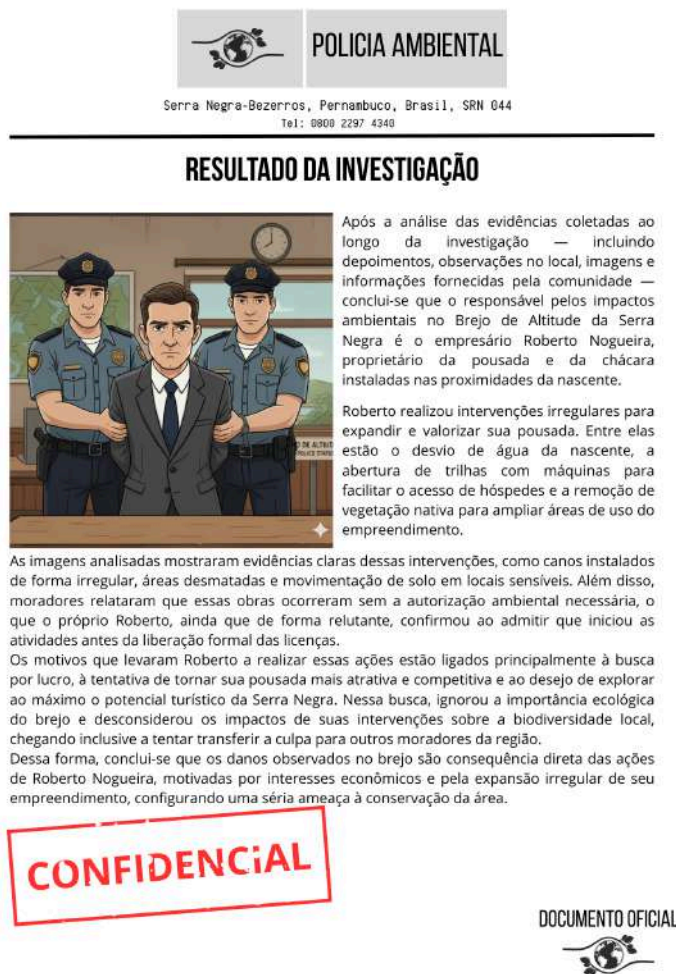 POLICIA AMBIENTAL
Serra Negra-Bezerros, Pernambuco, Brasil, SRN 044
Tel: 0800 2297 4340
RESULTADO DA INVESTIGAÇÃO
Após a análise das evidências coletadas ao
longo da investigação — incluindo
depoimentos, observações no local, imagens e
informações fornecidas pela comunidade —
conclui-se que o responsável pelos impactos
ambientais no Brejo de Altitude da Serra
Negra é o empresário Roberto Nogueira,
proprietário da pousada e da chácara
instaladas nas proximidades da nascente.
Roberto realizou intervenções irregulares para
expandir e valorizar sua pousada. Entre elas
estão o desvio de água da nascente, a
abertura de trilhas com máquinas para
facilitar o acesso de hóspedes e a remoção de
vegetação nativa para ampliar áreas de uso do
empreendimento.
As imagens analisadas mostraram evidências claras dessas intervenções, como canos instalados
de forma irregular, áreas desmatadas e movimentação de solo em locais sensíveis. Além disso,
moradores relataram que essas obras ocorreram sem a autorização ambiental necessária, o
que o próprio Roberto, ainda que de forma relutante, confirmou ao admitir que iniciou as
atividades antes da liberação formal das licenças.
Os motivos que levaram Roberto a realizar essas ações estão ligados principalmente à busca
por lucro, à tentativa de tornar sua pousada mais atrativa e competitiva e ao desejo de explorar
ao máximo o potencial turístico da Serra Negra. Nessa busca, ignorou a importância ecológica
do brejo e desconsiderou os impactos de suas intervenções sobre a biodiversidade local,
chegando inclusive a tentar transferir a culpa para outros moradores da região.
Dessa forma, conclui-se que os danos observados no brejo são consequência direta das ações
de Roberto Nogueira, motivadas por interesses econômicos e pela expansão irregular de seu
empreendimento, configurando uma séria ameaça à conservação da área.
CONFIDENCiAL
DOCUMENTO OFICIAL